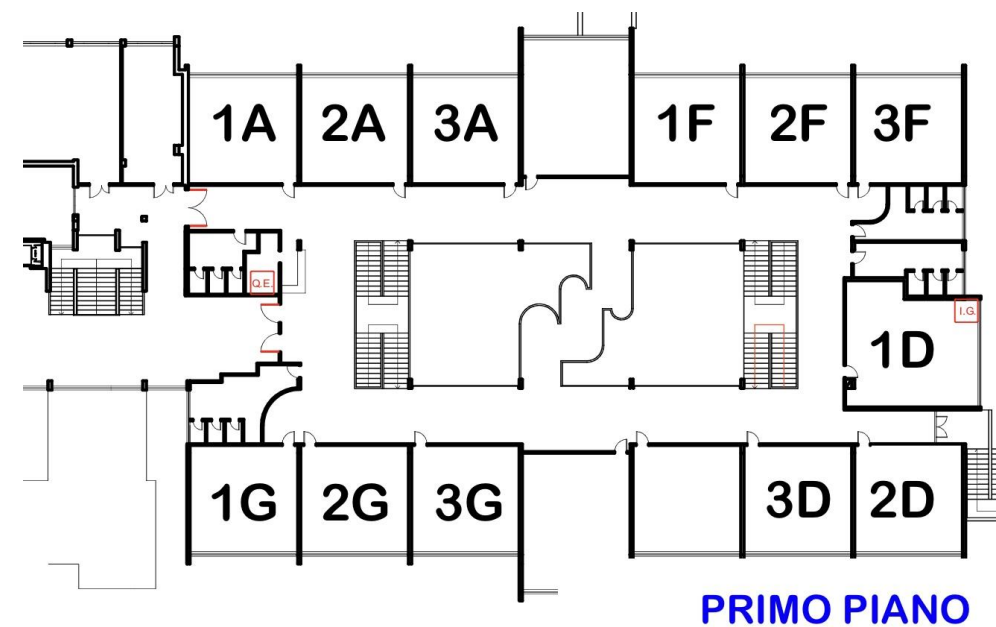 1A 2A 3A 1F 2F 3F
Q.E.
I.G.
1D
1G 2G 3G 3D 2D
PRIMO PIANO